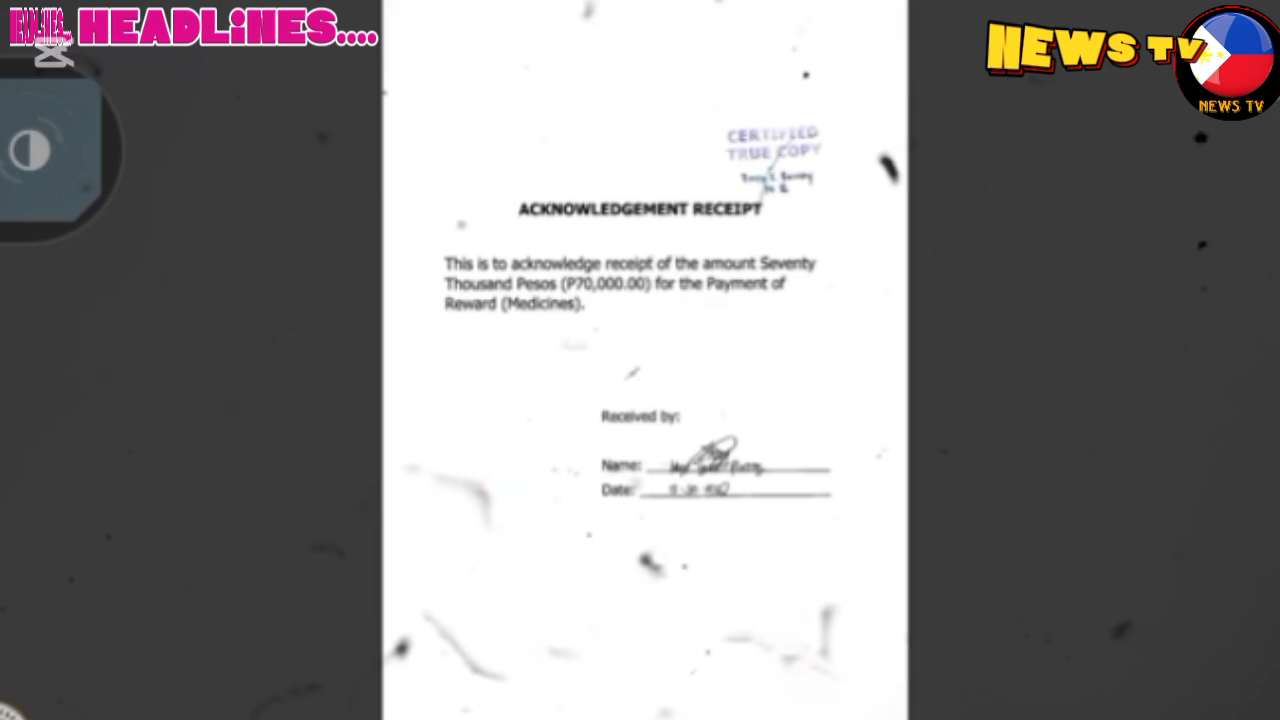 HEADLiNES....
NEWS TV
NEWS TV
CERTIFIED
TRUE COPY
ACKNOWLEDGEMENT RECEIPT
This is to acknowledge receipt of the amount Seventy
Thousand Pesos (P70,000.00) for the Payment of
Reward (Medicines).
Received by:
Name:
Date: